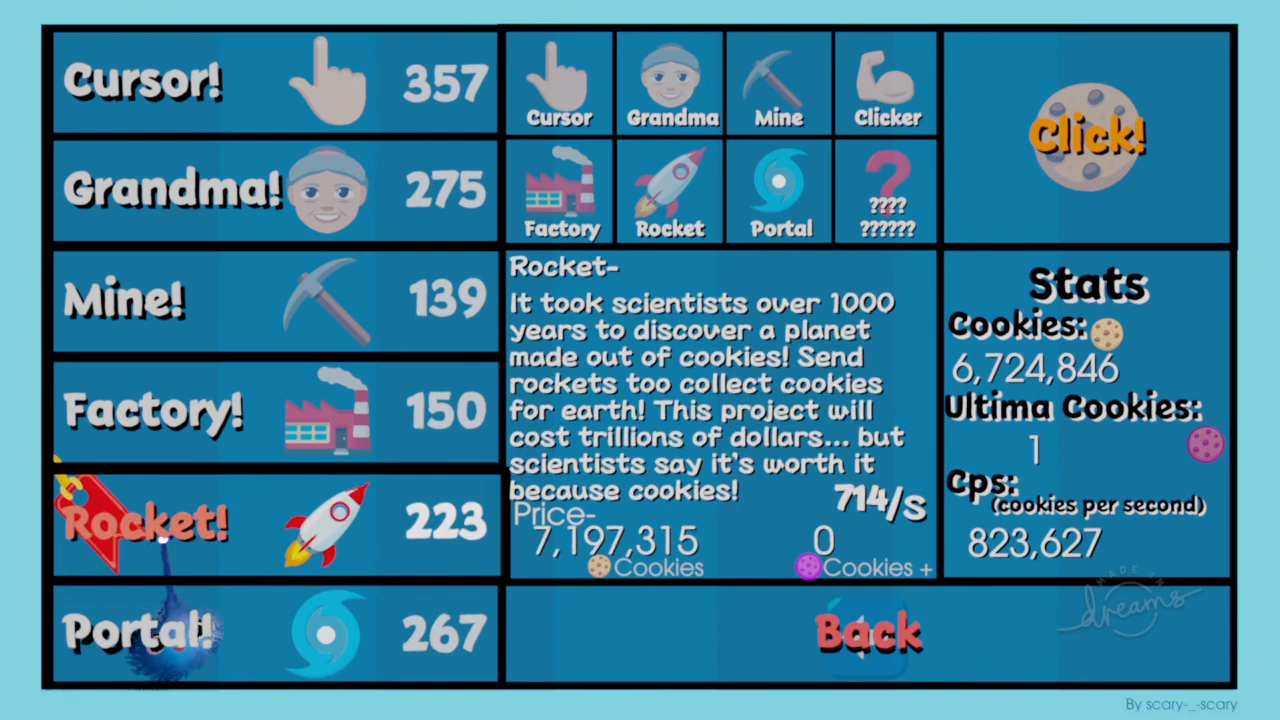 Cursor!
357
Grandma!
275
Mine!
139
Factory!
150
Rocket!
223
Portal!
267
Cursor
Grandma
Mine
Clicker
Factory
Rocket
Portal
????
??????
Click!
Rocket-
It took scientists over 1000
years to discover a planet
made out of cookies! Send
rockets too collect cookies
for earth! This project will
cost trillions of dollars... but
scientists say it's worth it
because cookies!
714/s
Price-
7,197,315
0
Cookies
Cookies +
Stats
Cookies:
6,724,846
Ultima Cookies:
1
Cps:
(cookies per second)
823,627
Back
MADE IN
dreams
By scary-_-scary